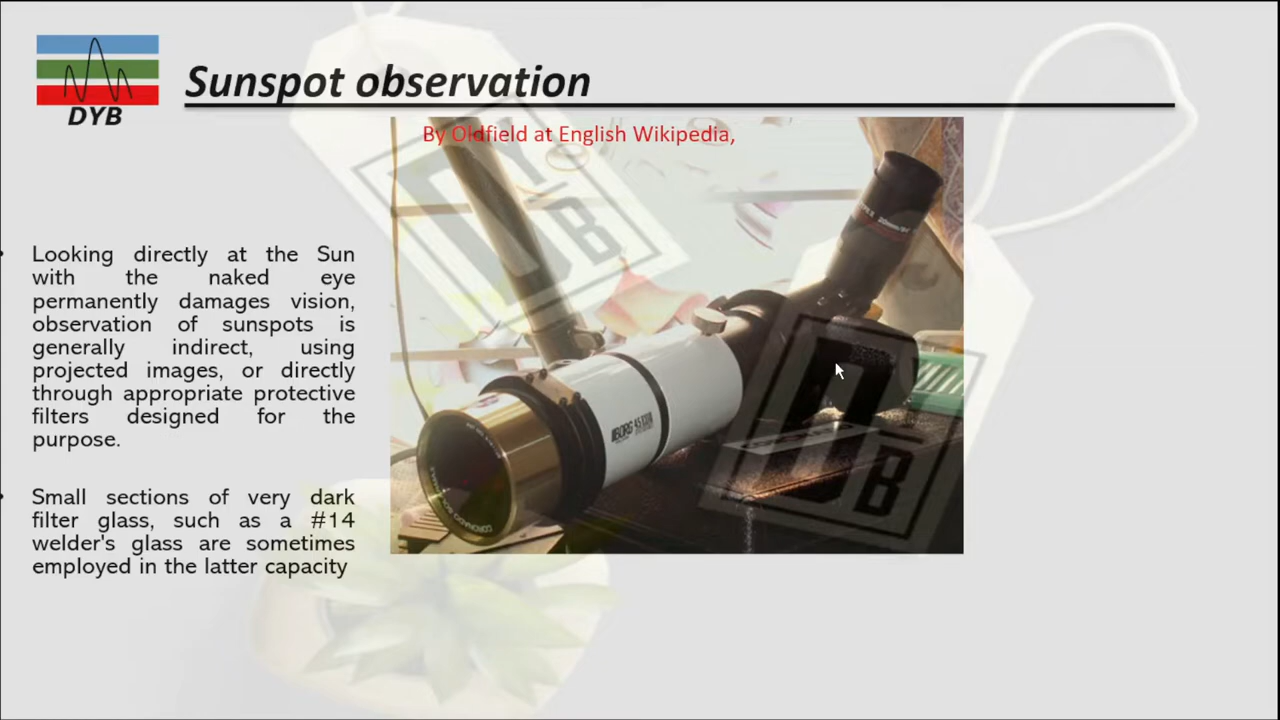 DYB
Sunspot observation
By Oldfield at English Wikipedia,
Looking directly at the Sun
with the naked eye
permanently damages vision,
observation of sunspots is
generally indirect, using
projected images, or directly
through appropriate protective
filters designed for the
purpose.
Small sections of very dark
filter glass, such as a #14
welder's glass are sometimes
employed in the latter capacity
BORG